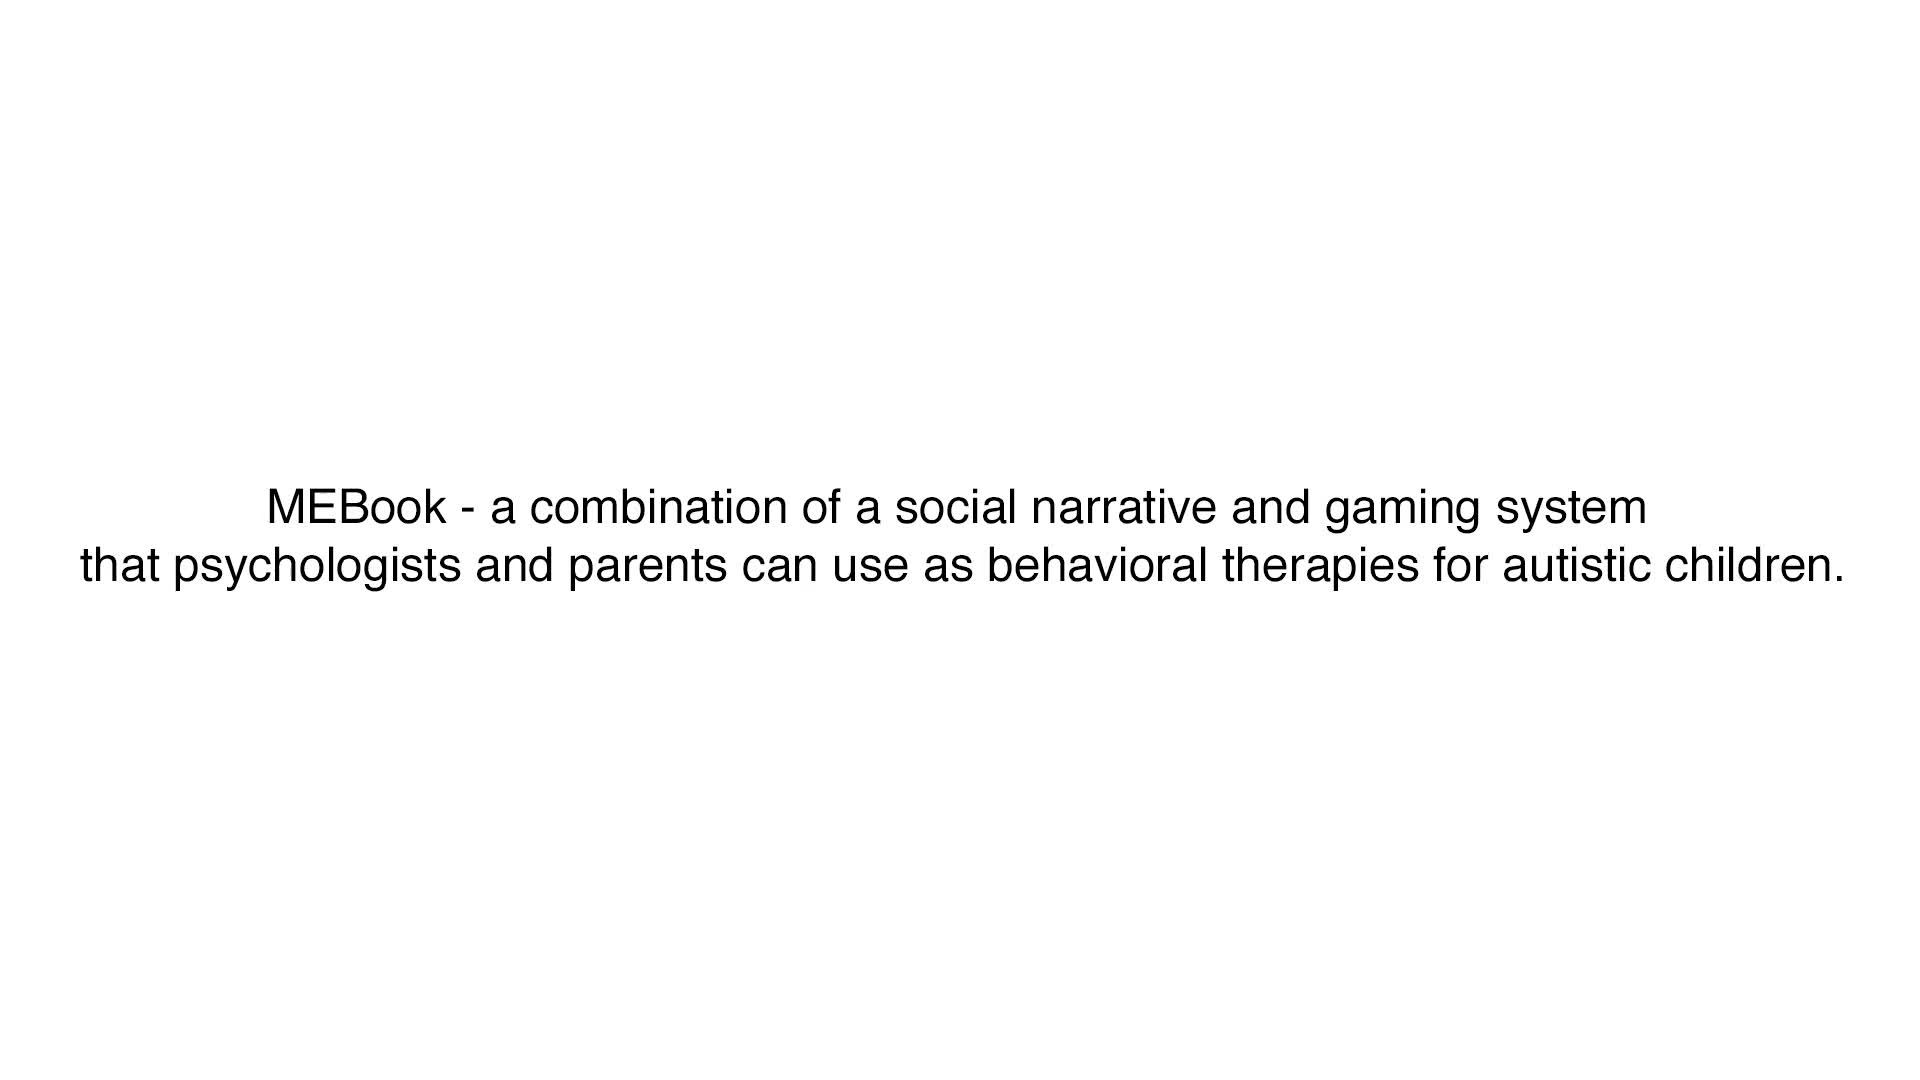 MEBook - a combination of a social narrative and gaming system
that psychologists and parents can use as behavioral therapies for autistic children.